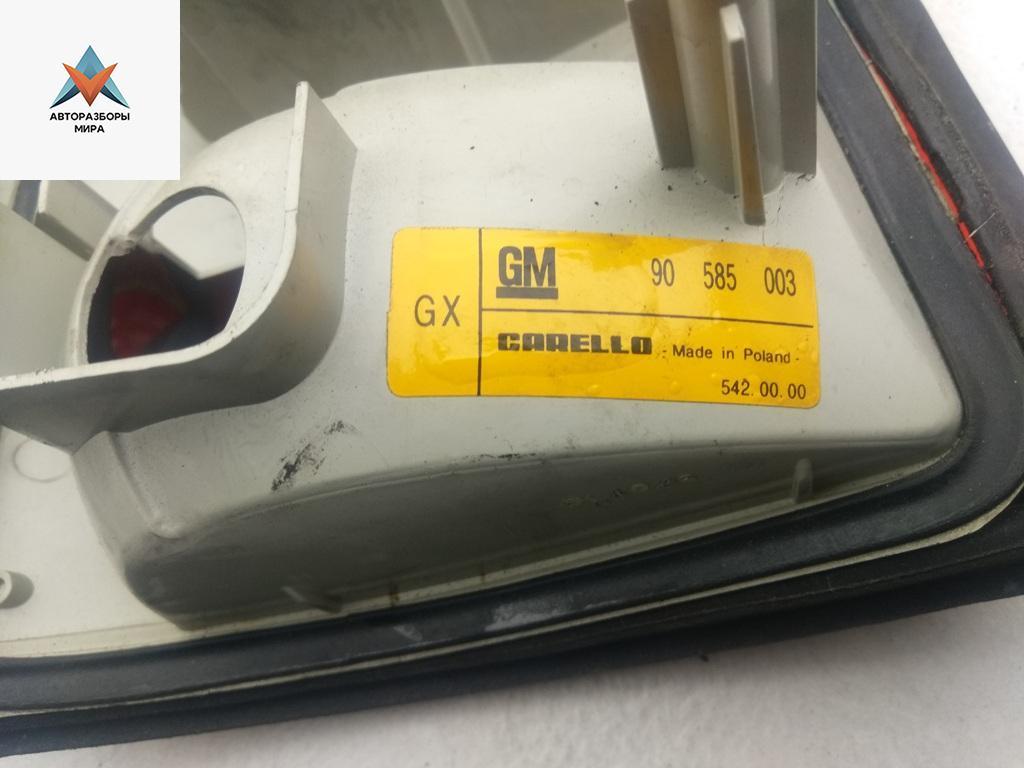 АВТОРАЗБОРЫ
МИРА
GX
GM
90 585 003
CARELLO
- Made in Poland -
542.00.00